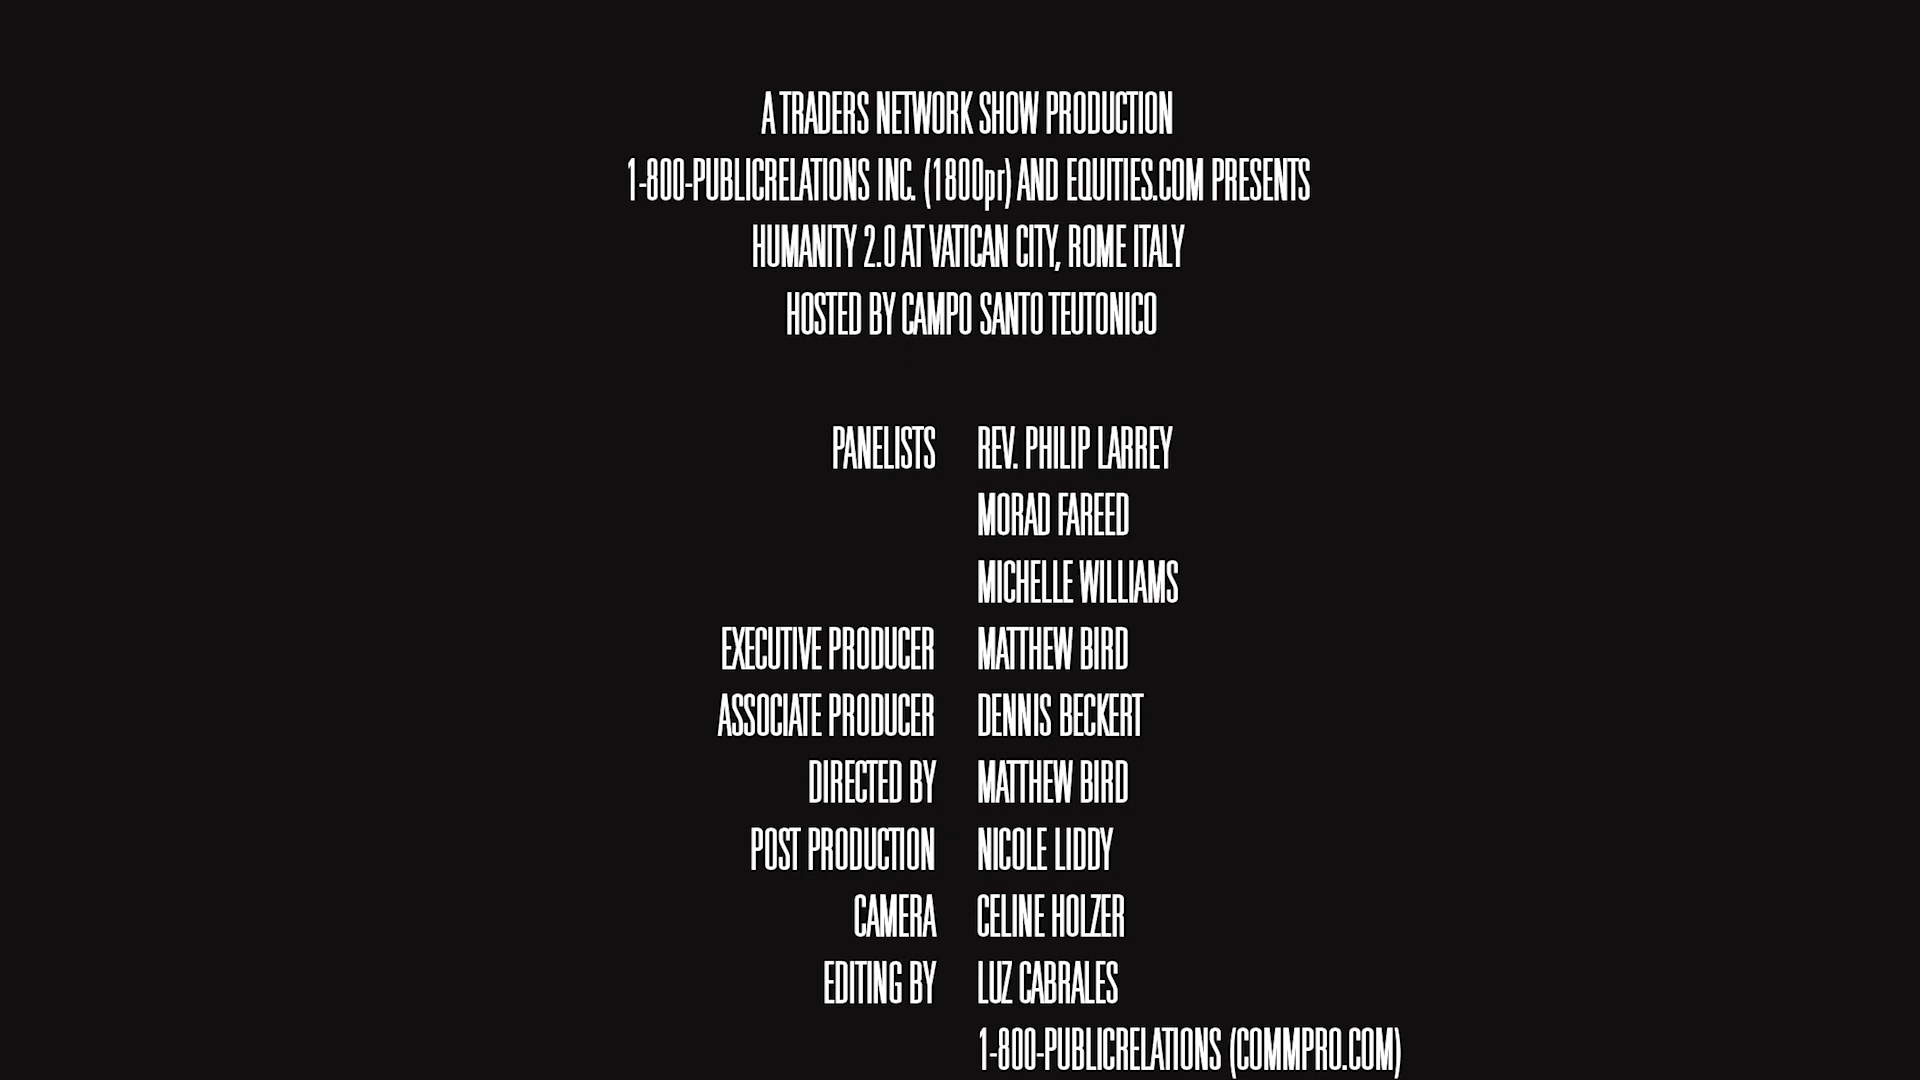 A TRADERS NETWORK SHOW PRODUCTION
1-800-PUBLICRELATIONS INC. (1800pr) AND EQUITIES.COM PRESENTS
HUMANITY 2.0 AT VATICAN CITY, ROME ITALY
HOSTED BY CAMPO SANTO TEUTONICO
PANELISTS REV. PHILIP LARREY
MORAD FAREED
MICHELLE WILLIAMS
EXECUTIVE PRODUCER MATTHEW BIRD
ASSOCIATE PRODUCER DENNIS BECKERT
DIRECTED BY MATTHEW BIRD
POST PRODUCTION NICOLE LIDDY
CAMERA CELINE HOLZER
EDITING BY LUZ CABRALES
1-800-PUBLICRELATIONS (COMMPRO.COM)